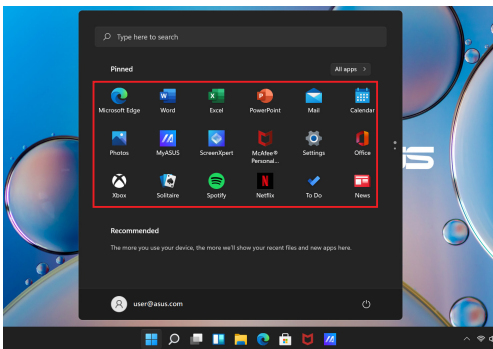 Type here to search
Pinned
All apps >
Microsoft Edge Word Excel PowerPoint Mail Calendar
Photos MyASUS ScreenXpert McAfee® Personal... Settings Office
Xbox Solitaire Spotify Netflix To Do News
Recommended
The more you use your device, the more we'll show your recent files and new apps here.
user@asus.com